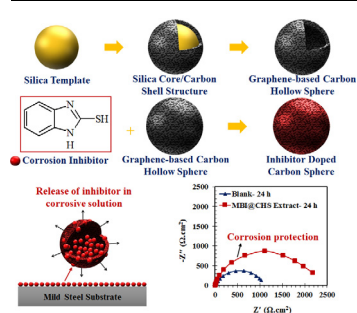 Silica Template
Silica Core/Carbon
Shell Structure
Graphene-based Carbon
Hollow Sphere
N
SH
N
H
+
Corrosion Inhibitor
Graphene-based Carbon
Hollow Sphere
Inhibitor Doped
Carbon Sphere
Release of inhibitor in
corrosive solution
Mild Steel Substrate
-2500
-2000
-1500
-1000
-500
0
-Z'' (Ω.cm²)
Blank- 24 h
MBI@CHS Extract- 24 h
Corrosion protection
0 500 1000 1500 2000 2500
Z' (Ω.cm²)